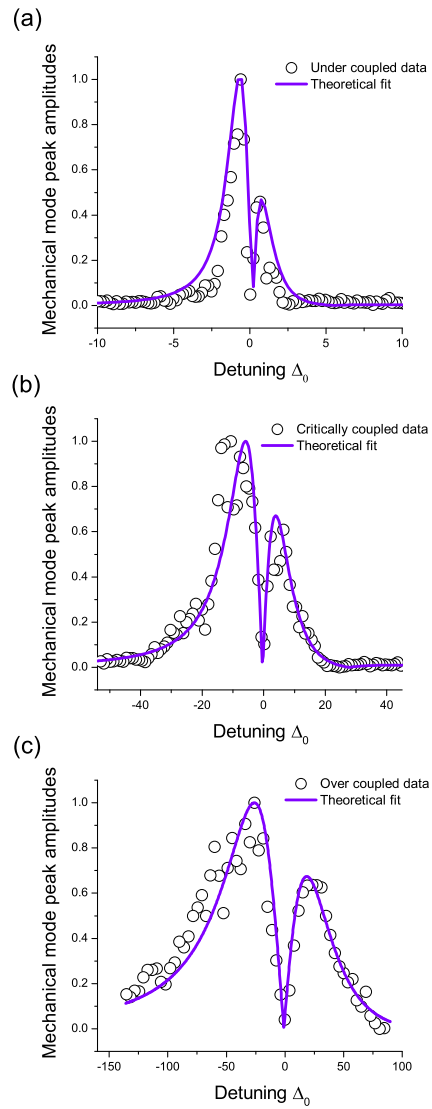 (a)
Under coupled data
Theoretical fit
Mechanical mode peak amplitudes
1.0
0.8
0.6
0.4
0.2
0.0
-10 -5 0 5 10
Detuning Δ₀
(b)
Critically coupled data
Theoretical fit
Mechanical mode peak amplitudes
1.0
0.8
0.6
0.4
0.2
0.0
-40 -20 0 20 40
Detuning Δ₀
(c)
Over coupled data
Theoretical fit
Mechanical mode peak amplitudes
1.0
0.8
0.6
0.4
0.2
0.0
-150 -100 -50 0 50 100
Detuning Δ₀